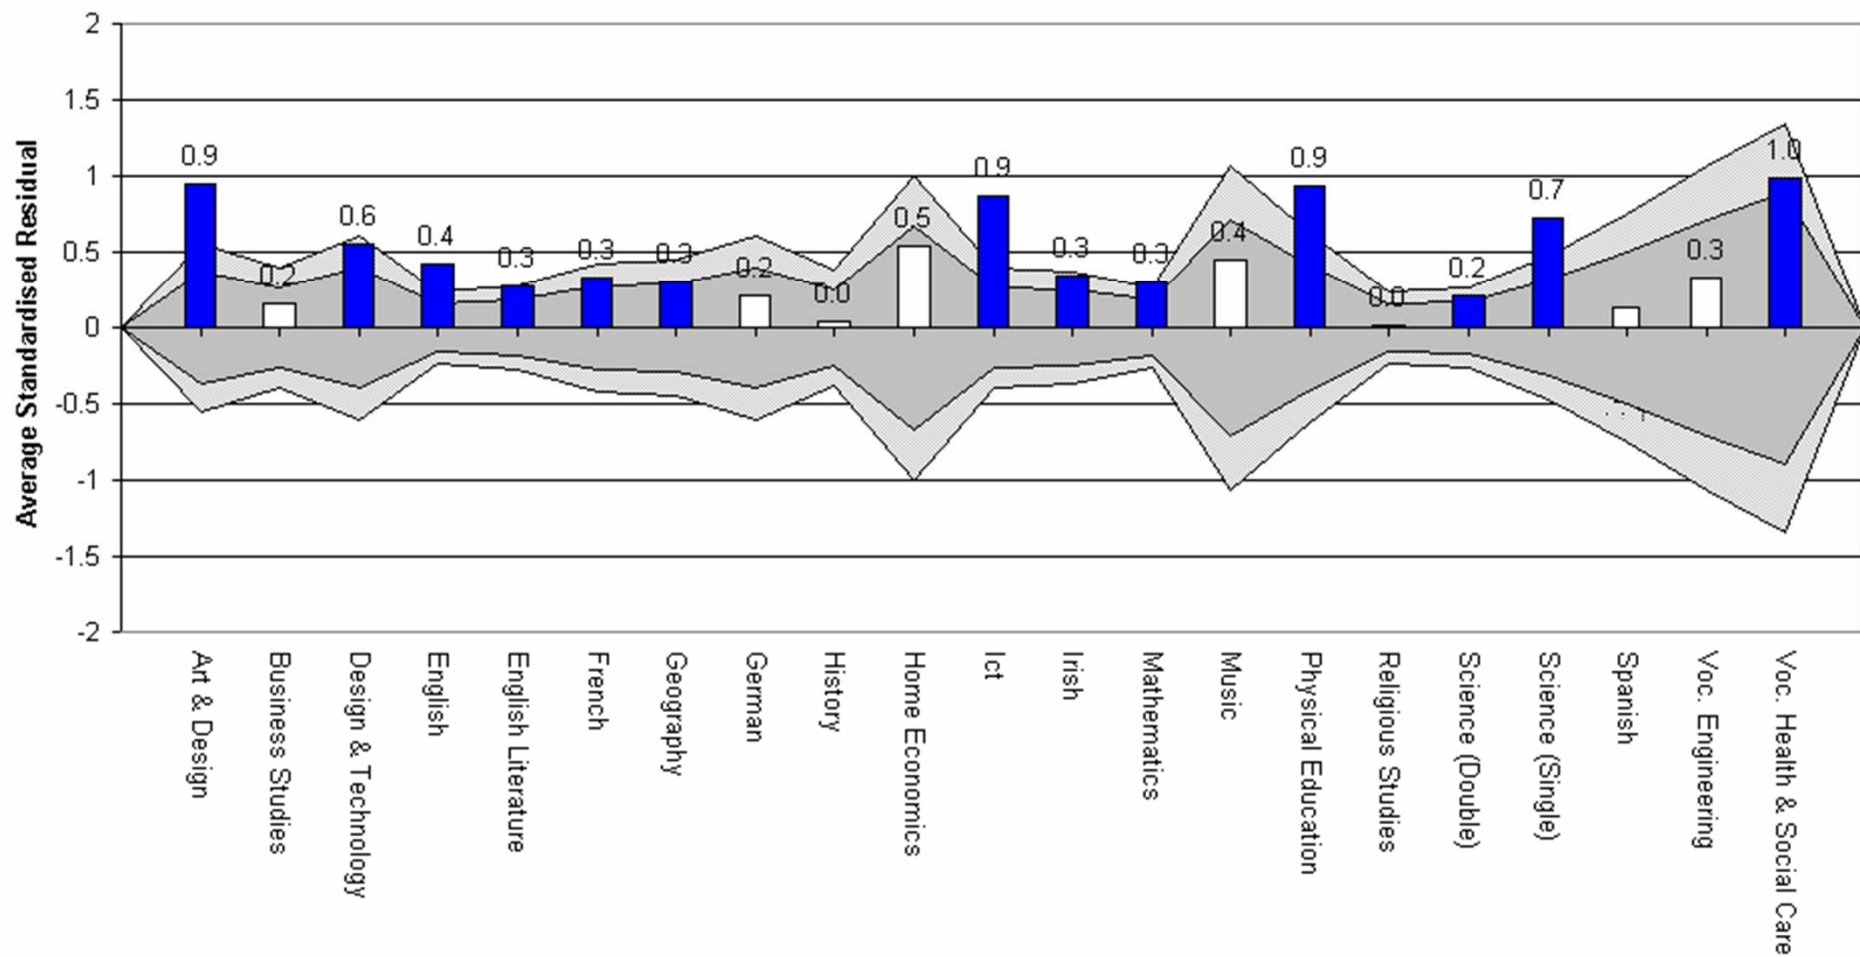 Average Standardised Residual
2
1.5
1
0.5
0
-0.5
-1
-1.5
-2
0.9
0.2
0.6
0.4
0.3
0.3
0.3
0.2
0.0
0.5
0.9
0.3
0.3
0.4
0.9
0.0
0.2
0.7
0.3
1.0
Art & Design
Business Studies
Design & Technology
English
English Literature
French
Geography
German
History
Home Economics
Ict
Irish
Mathematics
Music
Physical Education
Religious Studies
Science (Double)
Science (Single)
Spanish
Voc. Engineering
Voc. Health & Social Care